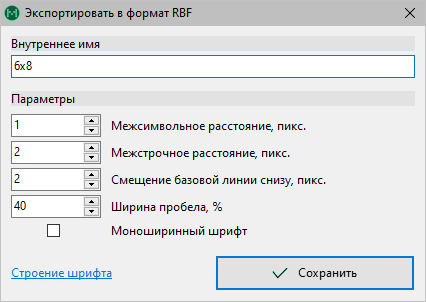 Экспортировать в формат RBF
Внутреннее имя
6x8
Параметры
1 Межсимвольное расстояние, пикс.
2 Межстрочное расстояние, пикс.
2 Смещение базовой линии снизу, пикс.
40 Ширина пробела, %
Моноширинный шрифт
Строение шрифта Сохранить